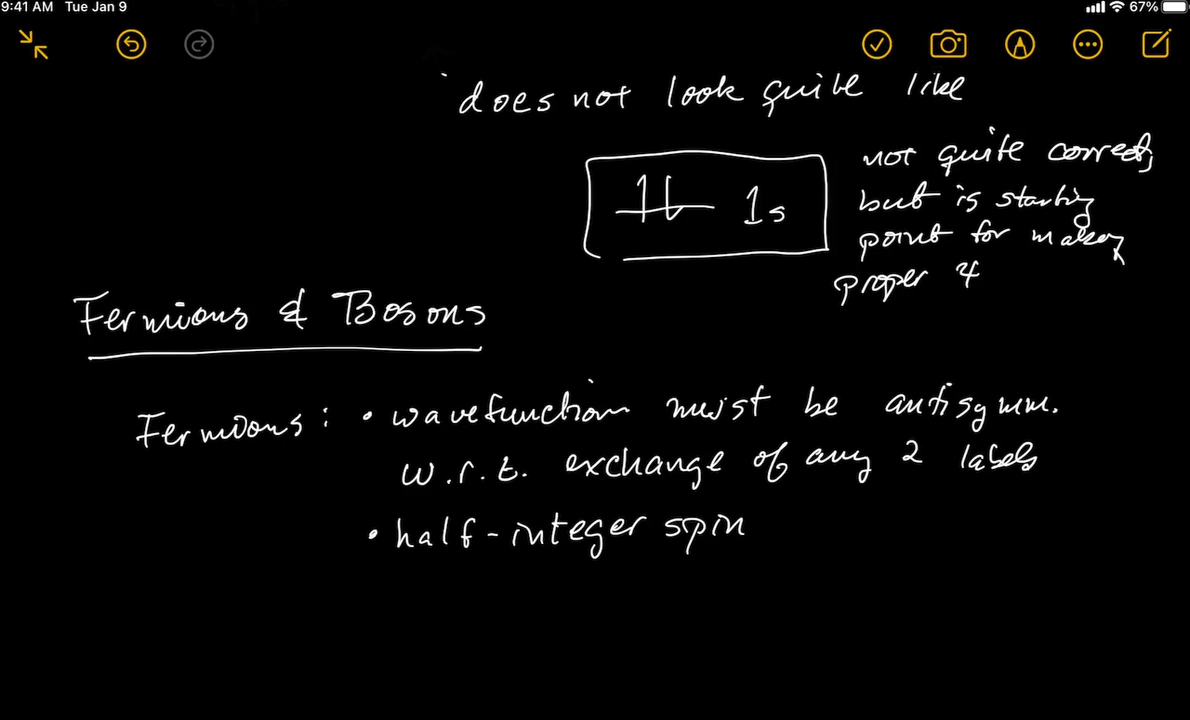 9:41 AM Tue Jan 9
67%
does not look quite like
1s
not quite correct,
but is starting
point for making
proper Ψ
Fermions & Bosons
Fermions: • wavefunction must be antisymm.
w.r.t. exchange of any 2 labels
• half-integer spin